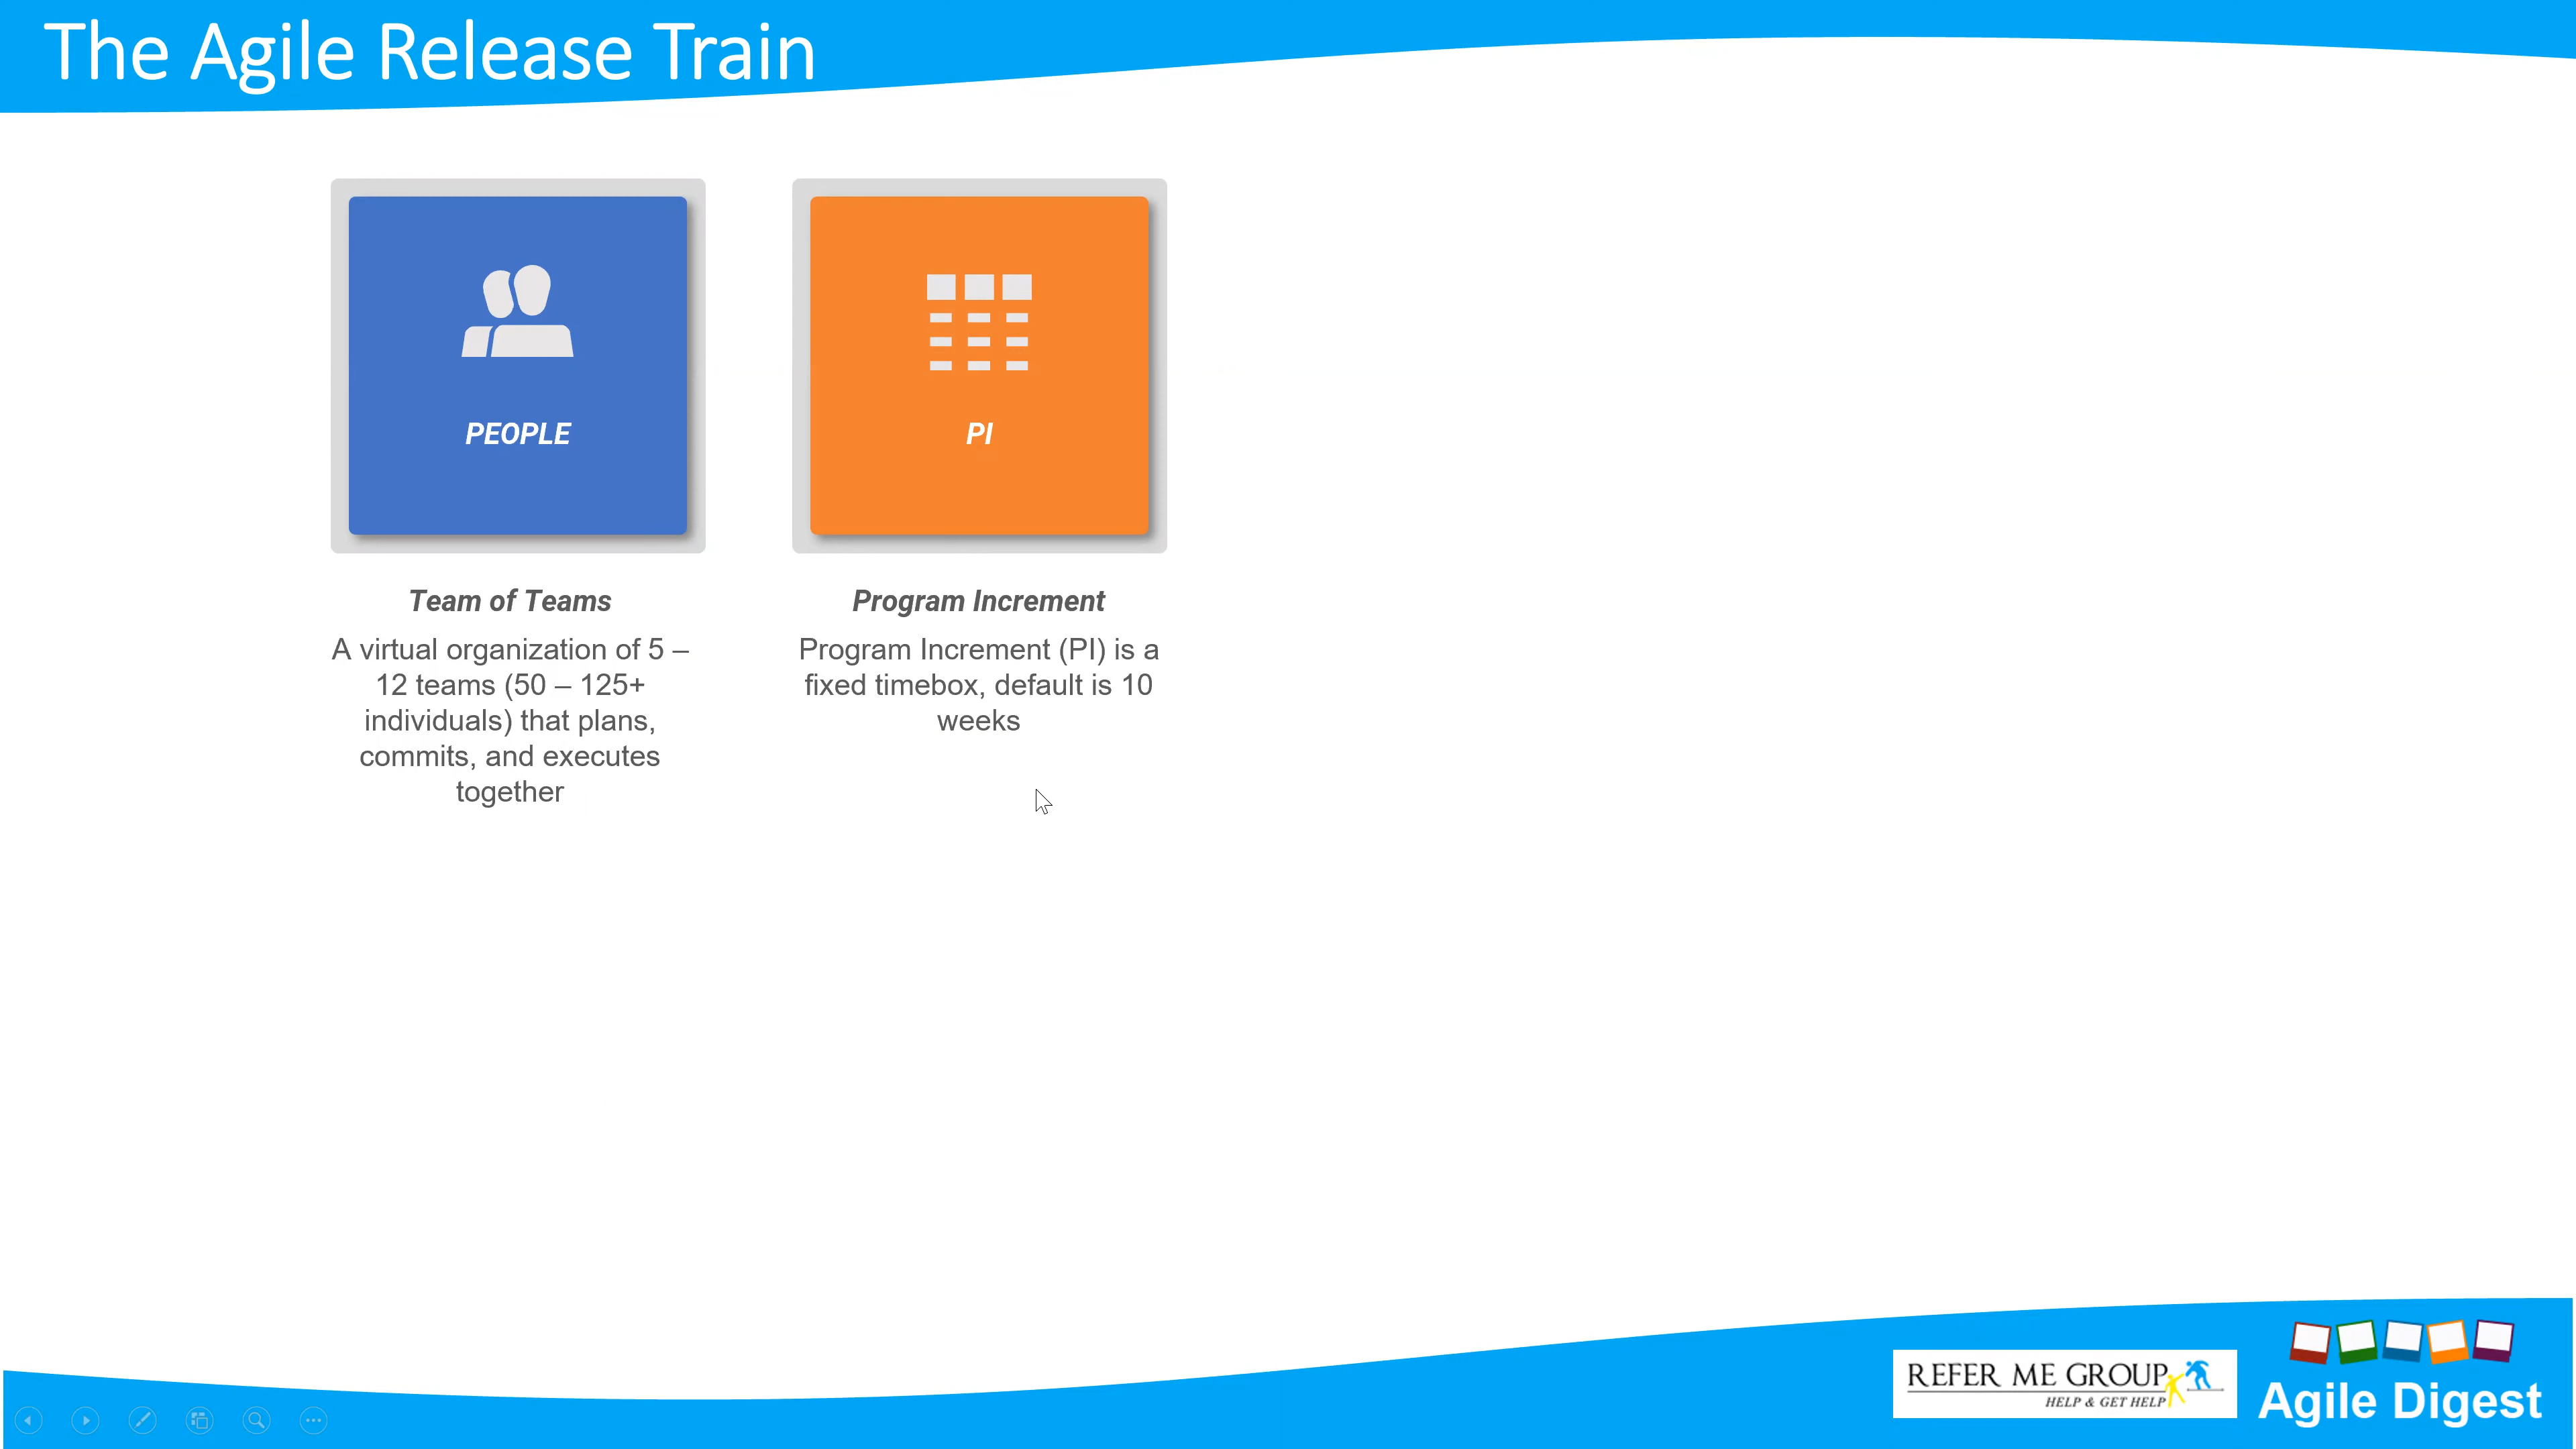 The Agile Release Train
PEOPLE
Team of Teams
A virtual organization of 5 –
12 teams (50 – 125+
individuals) that plans,
commits, and executes
together
PI
Program Increment
Program Increment (PI) is a
fixed timebox, default is 10
weeks
REFER ME GROUP
HELP & GET HELP
Agile Digest